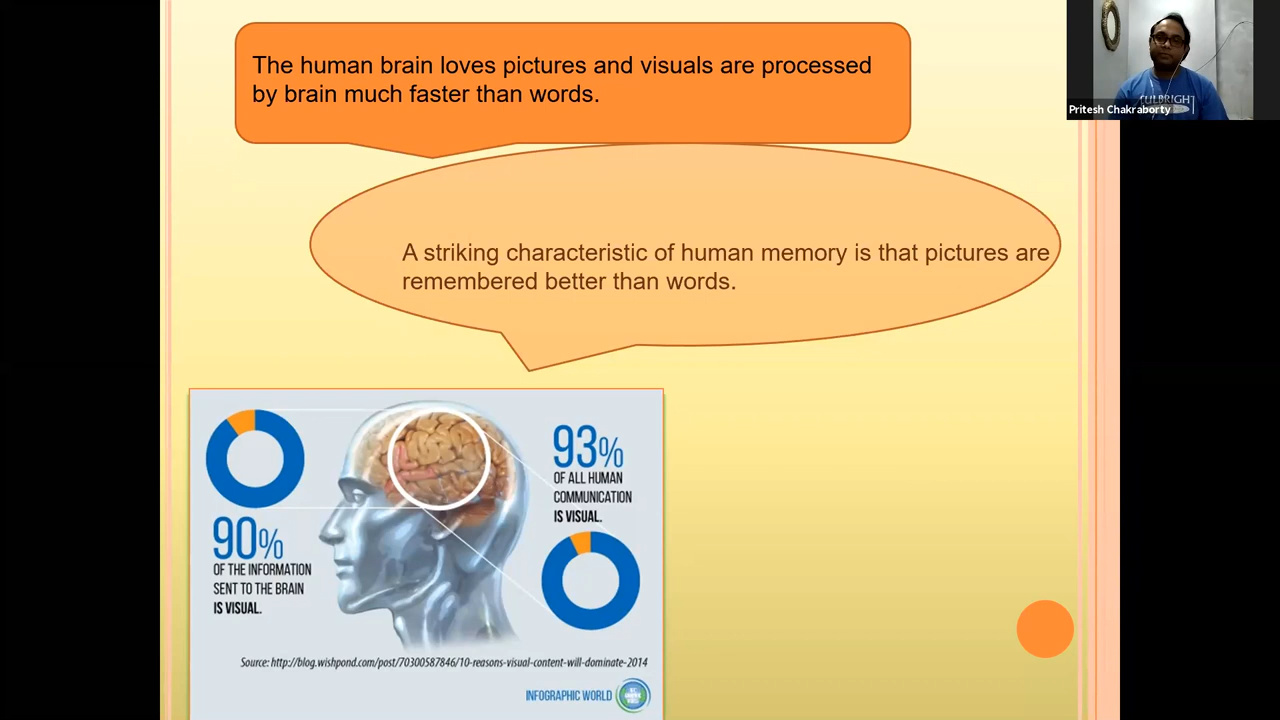 The human brain loves pictures and visuals are processed
by brain much faster than words.
Pritesh Chakraborty
A striking characteristic of human memory is that pictures are
remembered better than words.
90%
OF THE INFORMATION
SENT TO THE BRAIN
IS VISUAL.
93%
OF ALL HUMAN
COMMUNICATION
IS VISUAL.
Source: http://blog.wishpond.com/post/70300587846/10-reasons-visual-content-will-dominate-2014
INFOGRAPHIC WORLD